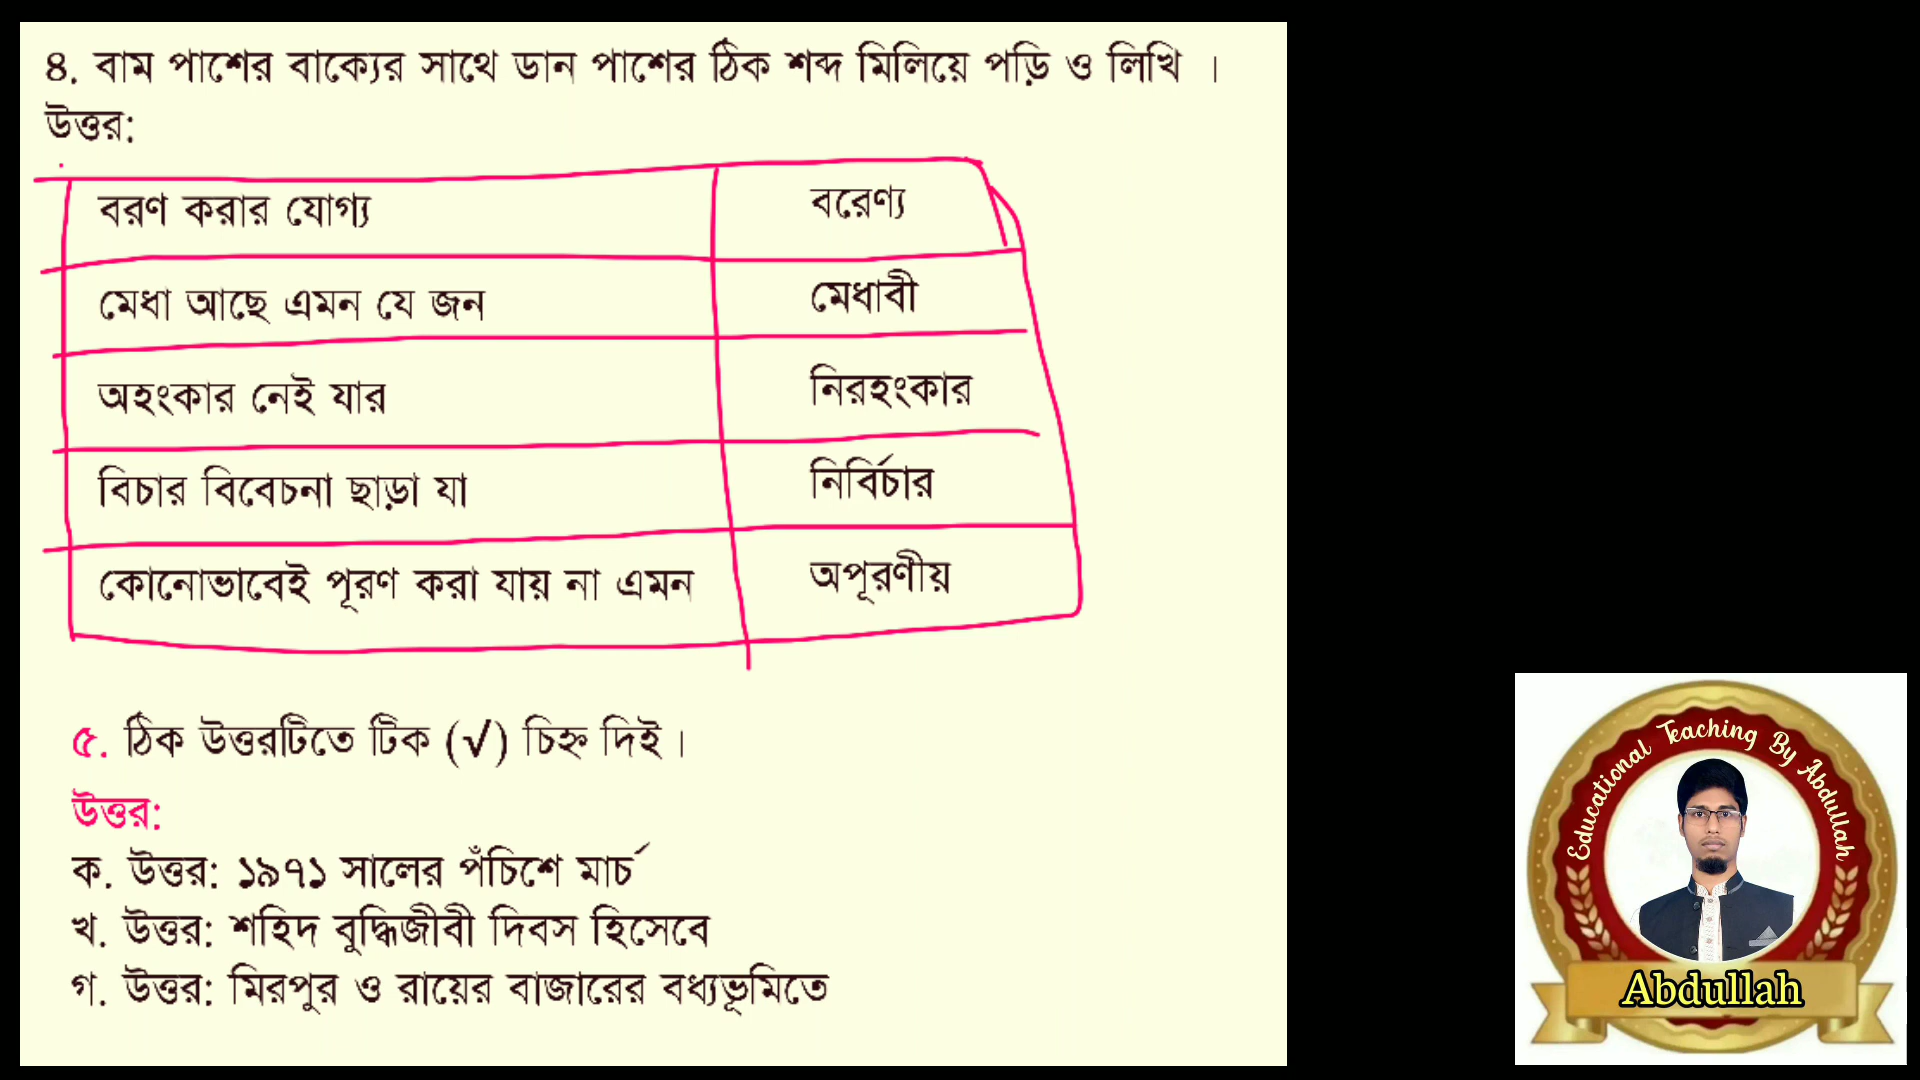 ৪. বাম পাশের বাক্যের সাথে ডান পাশের ঠিক শব্দ মিলিয়ে পড়ি ও লিখি ।
উত্তর:
বরণ করার যোগ্য বরেণ্য
মেধা আছে এমন যে জন মেধাবী
অহংকার নেই যার নিরহংকার
বিচার বিবেচনা ছাড়া যা নির্বিচার
কোনোভাবেই পূরণ করা যায় না এমন অপূরণীয়
৫. ঠিক উত্তরটিতে টিক (√) চিহ্ন দিই।
উত্তর:
ক. উত্তর: ১৯৭১ সালের পঁচিশে মার্চ
খ. উত্তর: শহিদ বুদ্ধিজীবী দিবস হিসেবে
গ. উত্তর: মিরপুর ও রায়ের বাজারের বধ্যভূমিতে
Educational Teaching By Abdullah
Abdullah